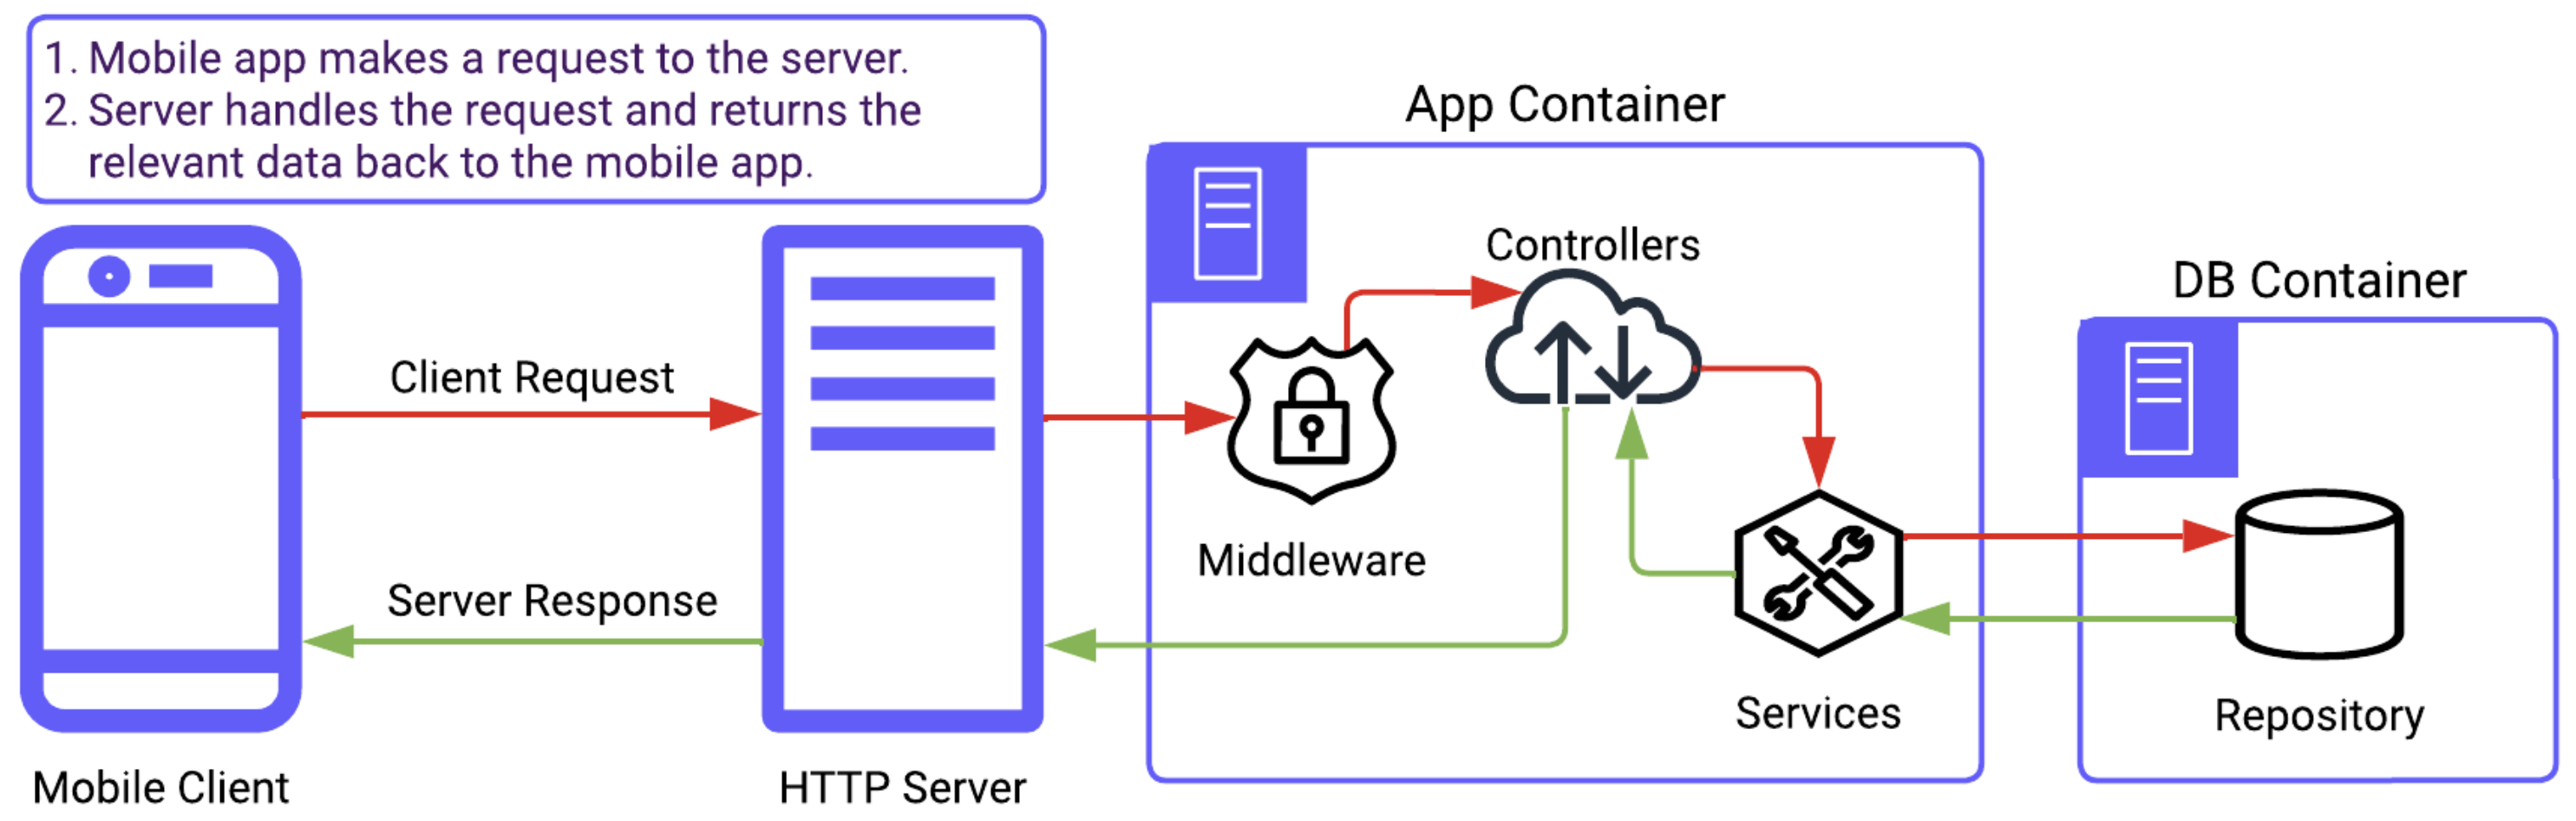 1. Mobile app makes a request to the server.
2. Server handles the request and returns the
relevant data back to the mobile app.
App Container
Controllers
DB Container
Client Request
Middleware
Server Response
Services
Repository
Mobile Client
HTTP Server